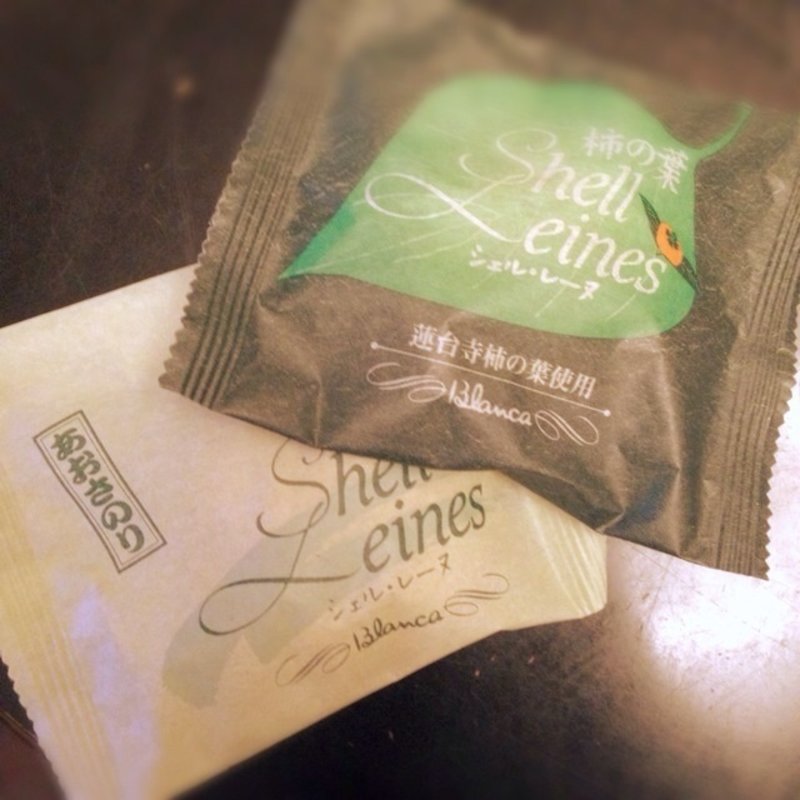 柿の葉
Shell
Leines
シェル・レーヌ
蓮台寺柿の葉使用
Blanca
あおさのり
Shell
Leines
シェル・レーヌ
Blanca